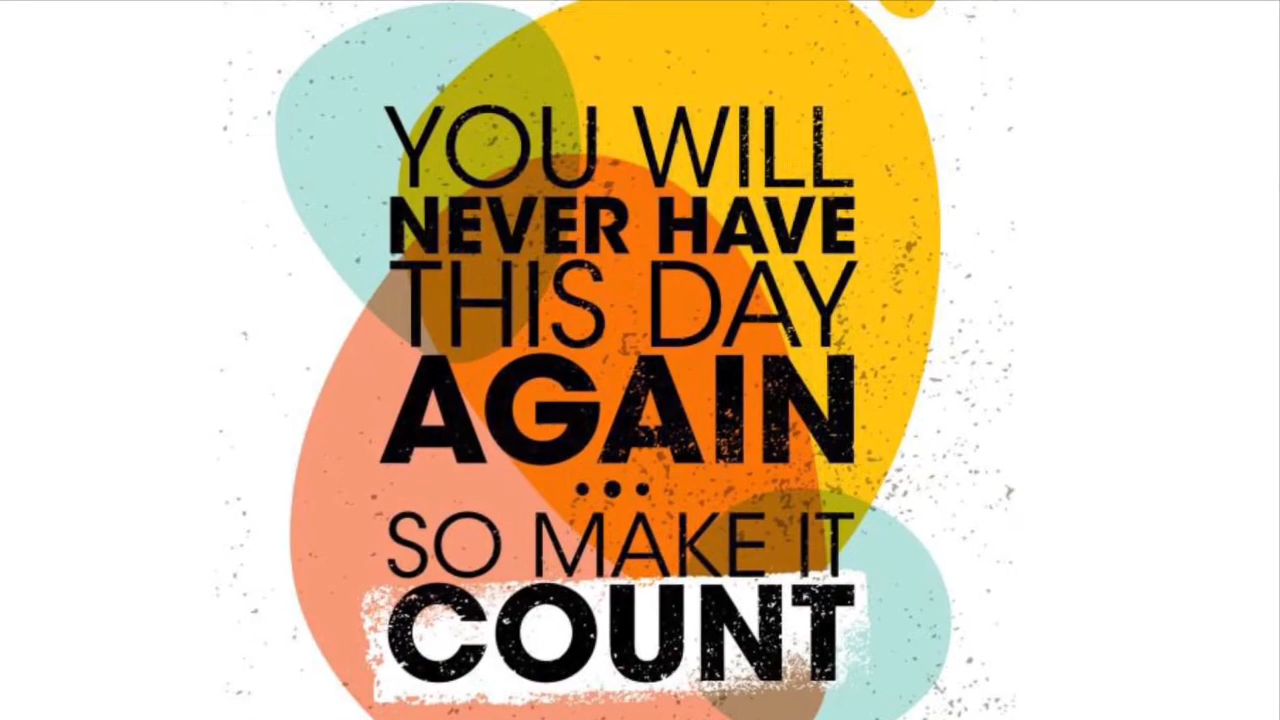 YOU WILL
NEVER HAVE
THIS DAY
AGAIN
...
SO MAKE IT
COUNT